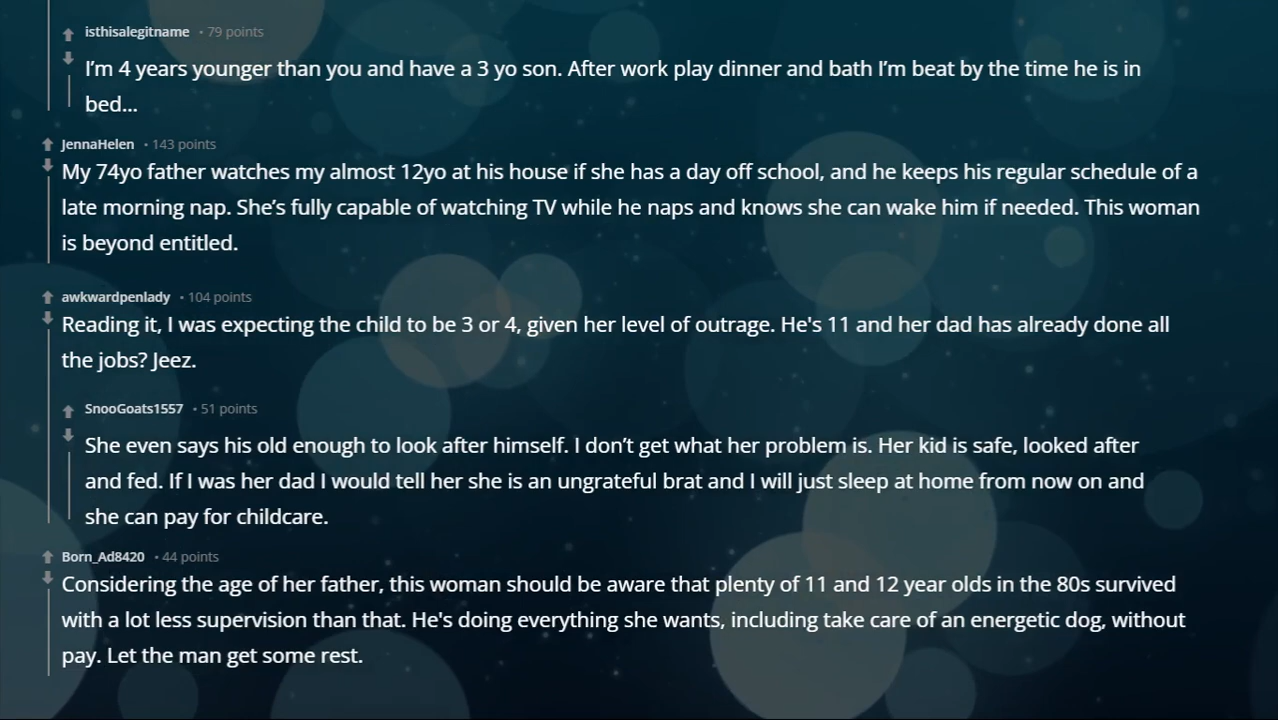 isthisalegitname • 79 points
I'm 4 years younger than you and have a 3 yo son. After work play dinner and bath I'm beat by the time he is in
bed...
JennaHelen • 143 points
My 74yo father watches my almost 12yo at his house if she has a day off school, and he keeps his regular schedule of a
late morning nap. She's fully capable of watching TV while he naps and knows she can wake him if needed. This woman
is beyond entitled.
awkwardpenlady • 104 points
Reading it, I was expecting the child to be 3 or 4, given her level of outrage. He's 11 and her dad has already done all
the jobs? Jeez.
SnooGoats1557 • 51 points
She even says his old enough to look after himself. I don't get what her problem is. Her kid is safe, looked after
and fed. If I was her dad I would tell her she is an ungrateful brat and I will just sleep at home from now on and
she can pay for childcare.
Born_Ad8420 • 44 points
Considering the age of her father, this woman should be aware that plenty of 11 and 12 year olds in the 80s survived
with a lot less supervision than that. He's doing everything she wants, including take care of an energetic dog, without
pay. Let the man get some rest.